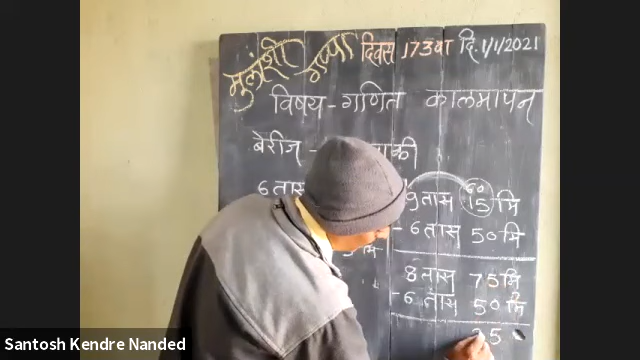 मुलांशी गप्पा दिवस 173वा दि. 1/1/2021
विषय - गणित कालमापन
बेरीज -
6 तास
60
9 तास 15 मि
- 6 तास 50 मि
8 तास 75 मि
- 6 तास 50 मि
25
Santosh Kendre Nanded